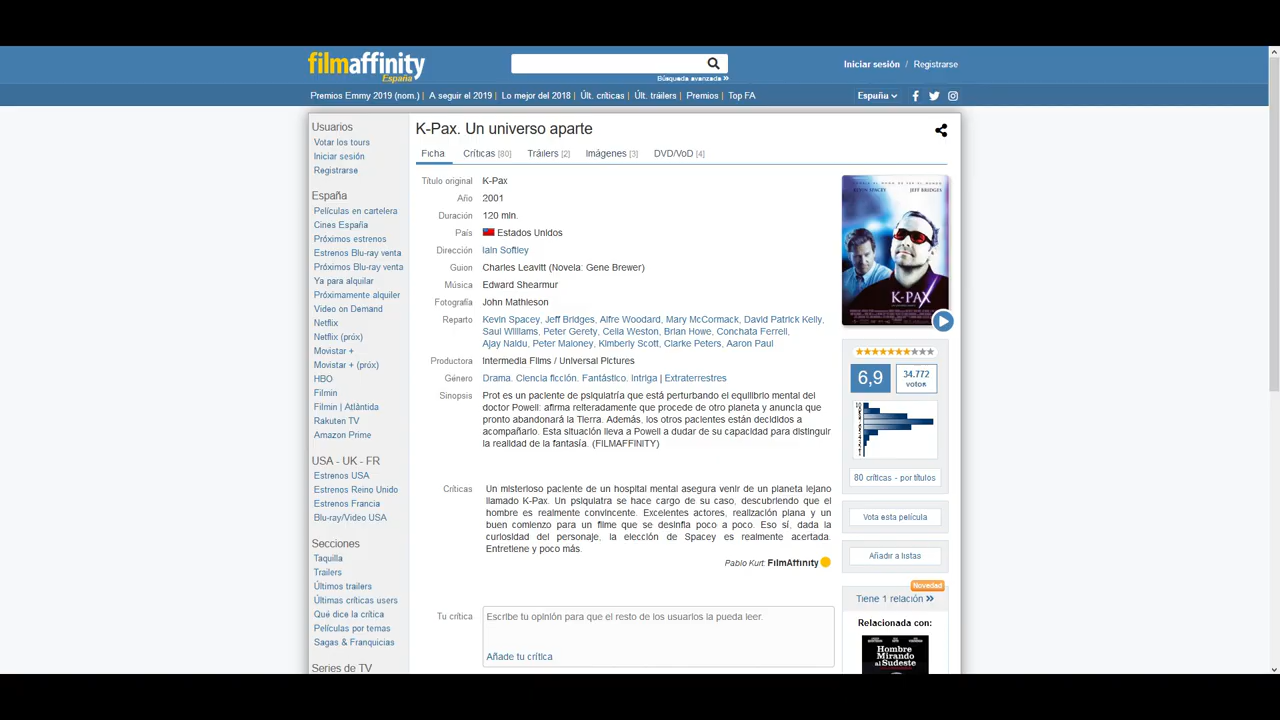 filmaffinity
España
Búsqueda avanzada
Iniciar sesión / Registrarse
Premios Emmy 2019 (nom.) | A seguir el 2019 | Lo mejor del 2018 | Últ. críticas | Últ. tráilers | Premios | Top FA
España
Usuarios
Votar los tours
Iniciar sesión
Registrarse
España
Películas en cartelera
Cines España
Próximos estrenos
Estrenos Blu-ray venta
Próximos Blu-ray venta
Ya para alquilar
Próximamente alquiler
Video on Demand
Netflix
Netflix (próx)
Movistar +
Movistar + (próx)
HBO
Filmin
Filmin | Atlántida
Rakuten TV
Amazon Prime
USA - UK - FR
Estrenos USA
Estrenos Reino Unido
Estrenos Francia
Blu-ray/Video USA
Secciones
Taquilla
Trailers
Últimos trailers
Últimas críticas users
Qué dice la crítica
Películas por temas
Sagas & Franquicias
Series de TV
K-Pax. Un universo aparte
Ficha Críticas [80] Tráilers [2] Imágenes [3] DVD/VoD [4]
Título original K-Pax
Año 2001
Duración 120 min.
País Estados Unidos
Dirección Iain Softley
Guion Charles Leavitt (Novela: Gene Brewer)
Música Edward Shearmur
Fotografía John Mathieson
Reparto Kevin Spacey, Jeff Bridges, Alfre Woodard, Mary McCormack, David Patrick Kelly,
Saul Williams, Peter Gerety, Celia Weston, Brian Howe, Conchata Ferrell,
Ajay Naidu, Peter Maloney, Kimberly Scott, Clarke Peters, Aaron Paul
Productora Intermedia Films / Universal Pictures
Género Drama. Ciencia ficción. Fantástico. Intriga | Extraterrestres
Sinopsis Prot es un paciente de psiquiatría que está perturbando el equilibrio mental del
doctor Powell: afirma reiteradamente que procede de otro planeta y anuncia que
pronto abandonará la Tierra. Además, los otros pacientes están decididos a
acompañarlo. Esta situación lleva a Powell a dudar de su capacidad para distinguir
la realidad de la fantasía. (FILMAFFINITY)
Críticas Un misterioso paciente de un hospital mental asegura venir de un planeta lejano
llamado K-Pax. Un psiquiatra se hace cargo de su caso, descubriendo que el
hombre es realmente convincente. Excelentes actores, realización plana y un
buen comienzo para un filme que se desinfla poco a poco. Eso sí, dada la
curiosidad del personaje, la elección de Spacey es realmente acertada.
Entretiene y poco más.
Pablo Kurt: FilmAffinity
Tu crítica Escribe tu opinión para que el resto de los usuarios la pueda leer.
Añade tu crítica
KEVIN SPACEY JEFF BRIDGES
K-PAX
6,9
34.772
votos
80 críticas - por títulos
Vota esta película
Añadir a listas
Novedad
Tiene 1 relación
Relacionada con:
Hombre
Mirando
al Sudeste